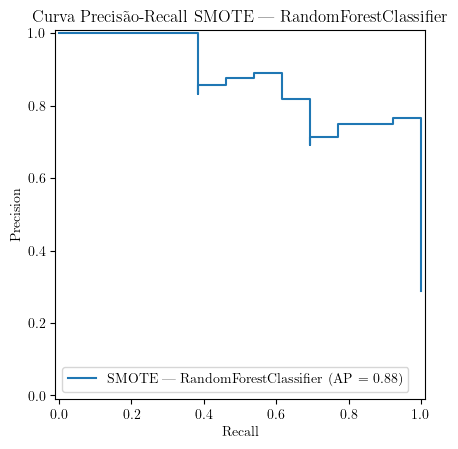 Curva Precisão-Recall SMOTE — RandomForestClassifier
1.0
0.8
0.6
0.4
0.2
0.0
Precision
SMOTE — RandomForestClassifier (AP = 0.88)
0.0 0.2 0.4 0.6 0.8 1.0
Recall